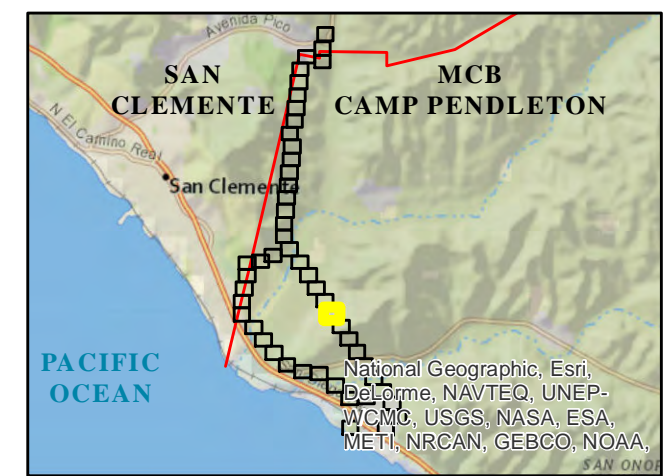 Avenida Pico
SAN
CLEMENTE
MCB
CAMP PENDLETON
N El Camino Real
San Clemente
PACIFIC
OCEAN
National Geographic, Esri,
DeLorme, NAVTEQ, UNEP-
WCMC, USGS, NASA, ESA,
METI, NRCAN, GEBCO, NOAA,
SAN ONOF